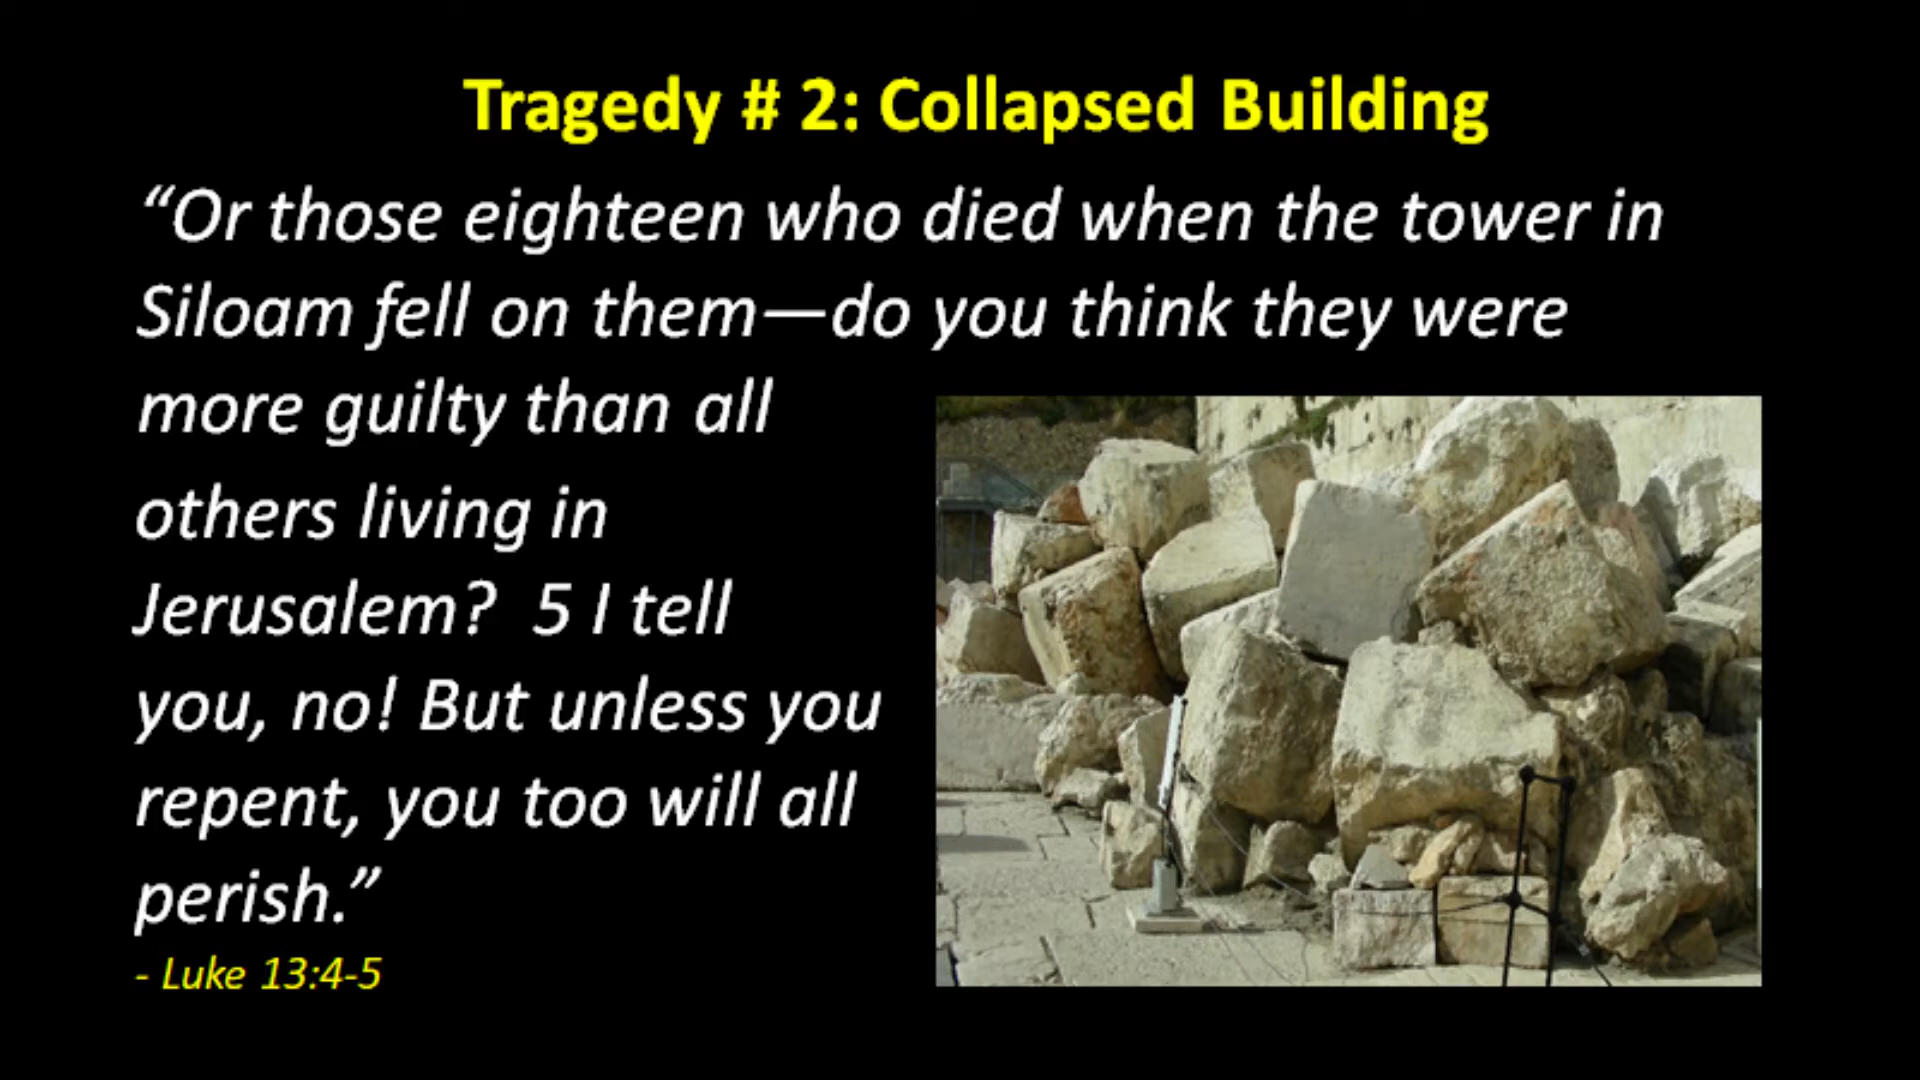 Tragedy # 2: Collapsed Building
“Or those eighteen who died when the tower in
Siloam fell on them—do you think they were
more guilty than all
others living in
Jerusalem?  5 I tell
you, no! But unless you
repent, you too will all
perish.”
- Luke 13:4-5